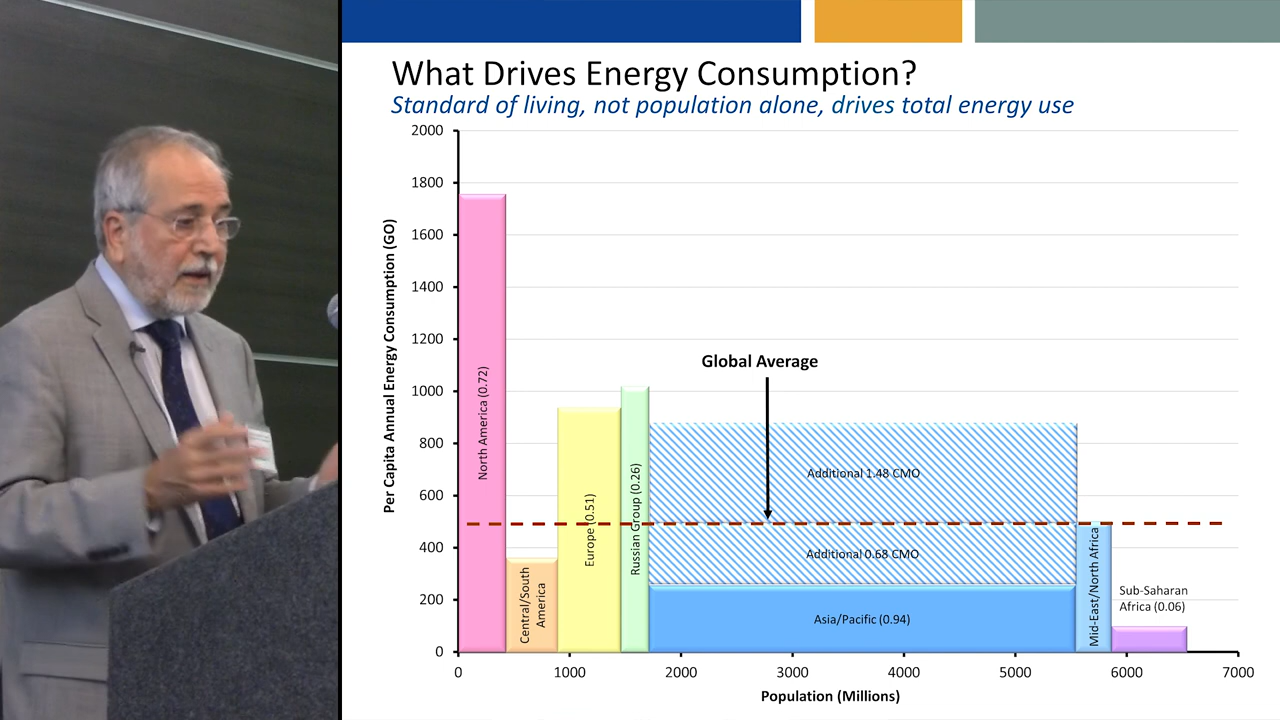 What Drives Energy Consumption?
Standard of living, not population alone, drives total energy use
Per Capita Annual Energy Consumption (GO)
2000
1800
1600
1400
1200
1000
800
600
400
200
0
North America (0.72)
Central/South
America
Europe (0.51)
Russian Group (0.26)
Global Average
Additional 1.48 CMO
Additional 0.68 CMO
Asia/Pacific (0.94)
Mid-East/North Africa
Sub-Saharan
Africa (0.06)
0
1000
2000
3000
4000
5000
6000
7000
Population (Millions)